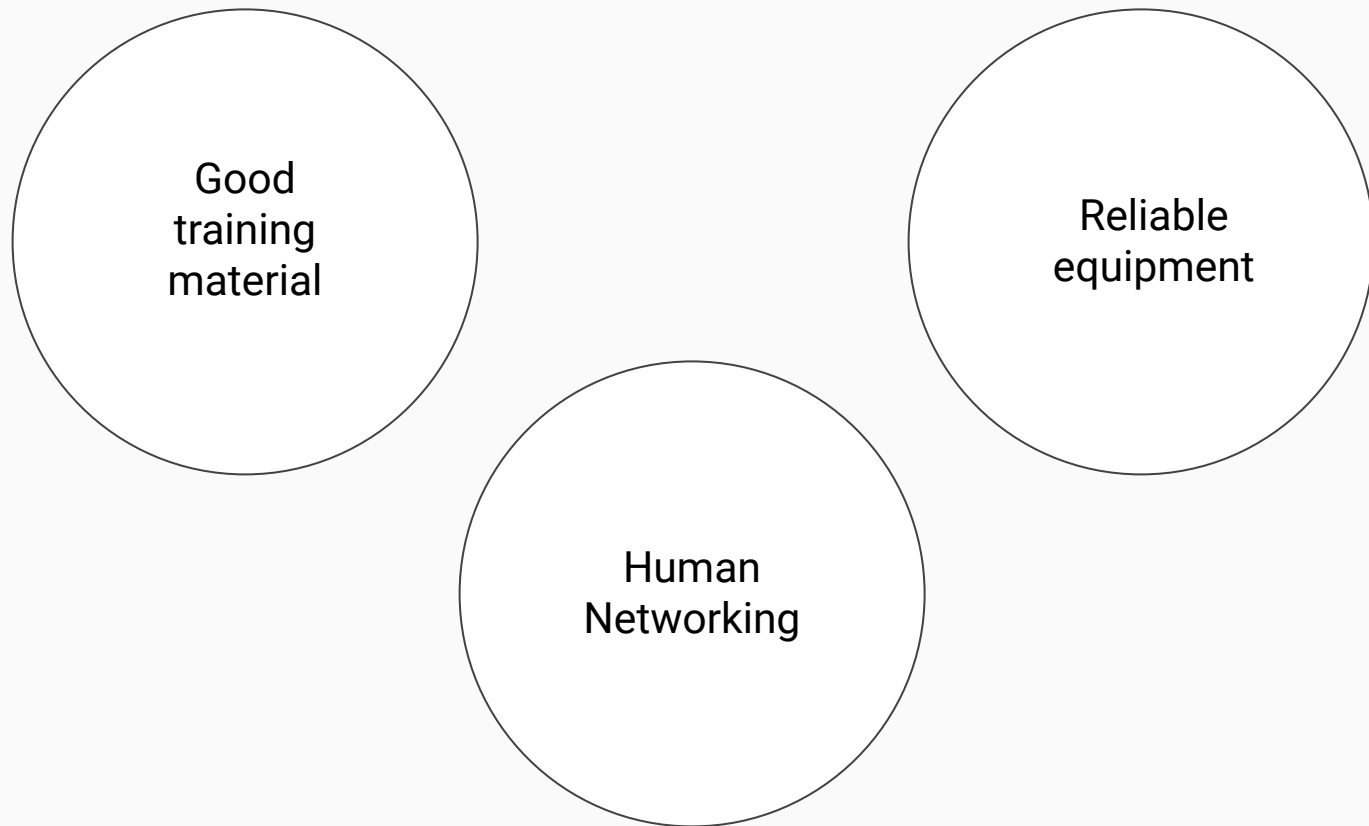 Good
training
material
Reliable
equipment
Human
Networking